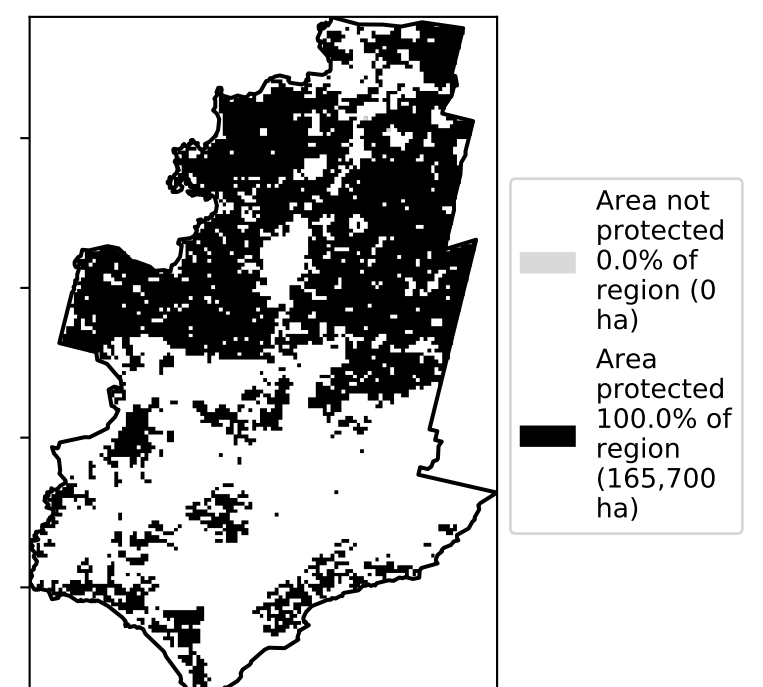 Area not
protected
0.0% of
region (0
ha)
Area
protected
100.0% of
region
(165,700
ha)